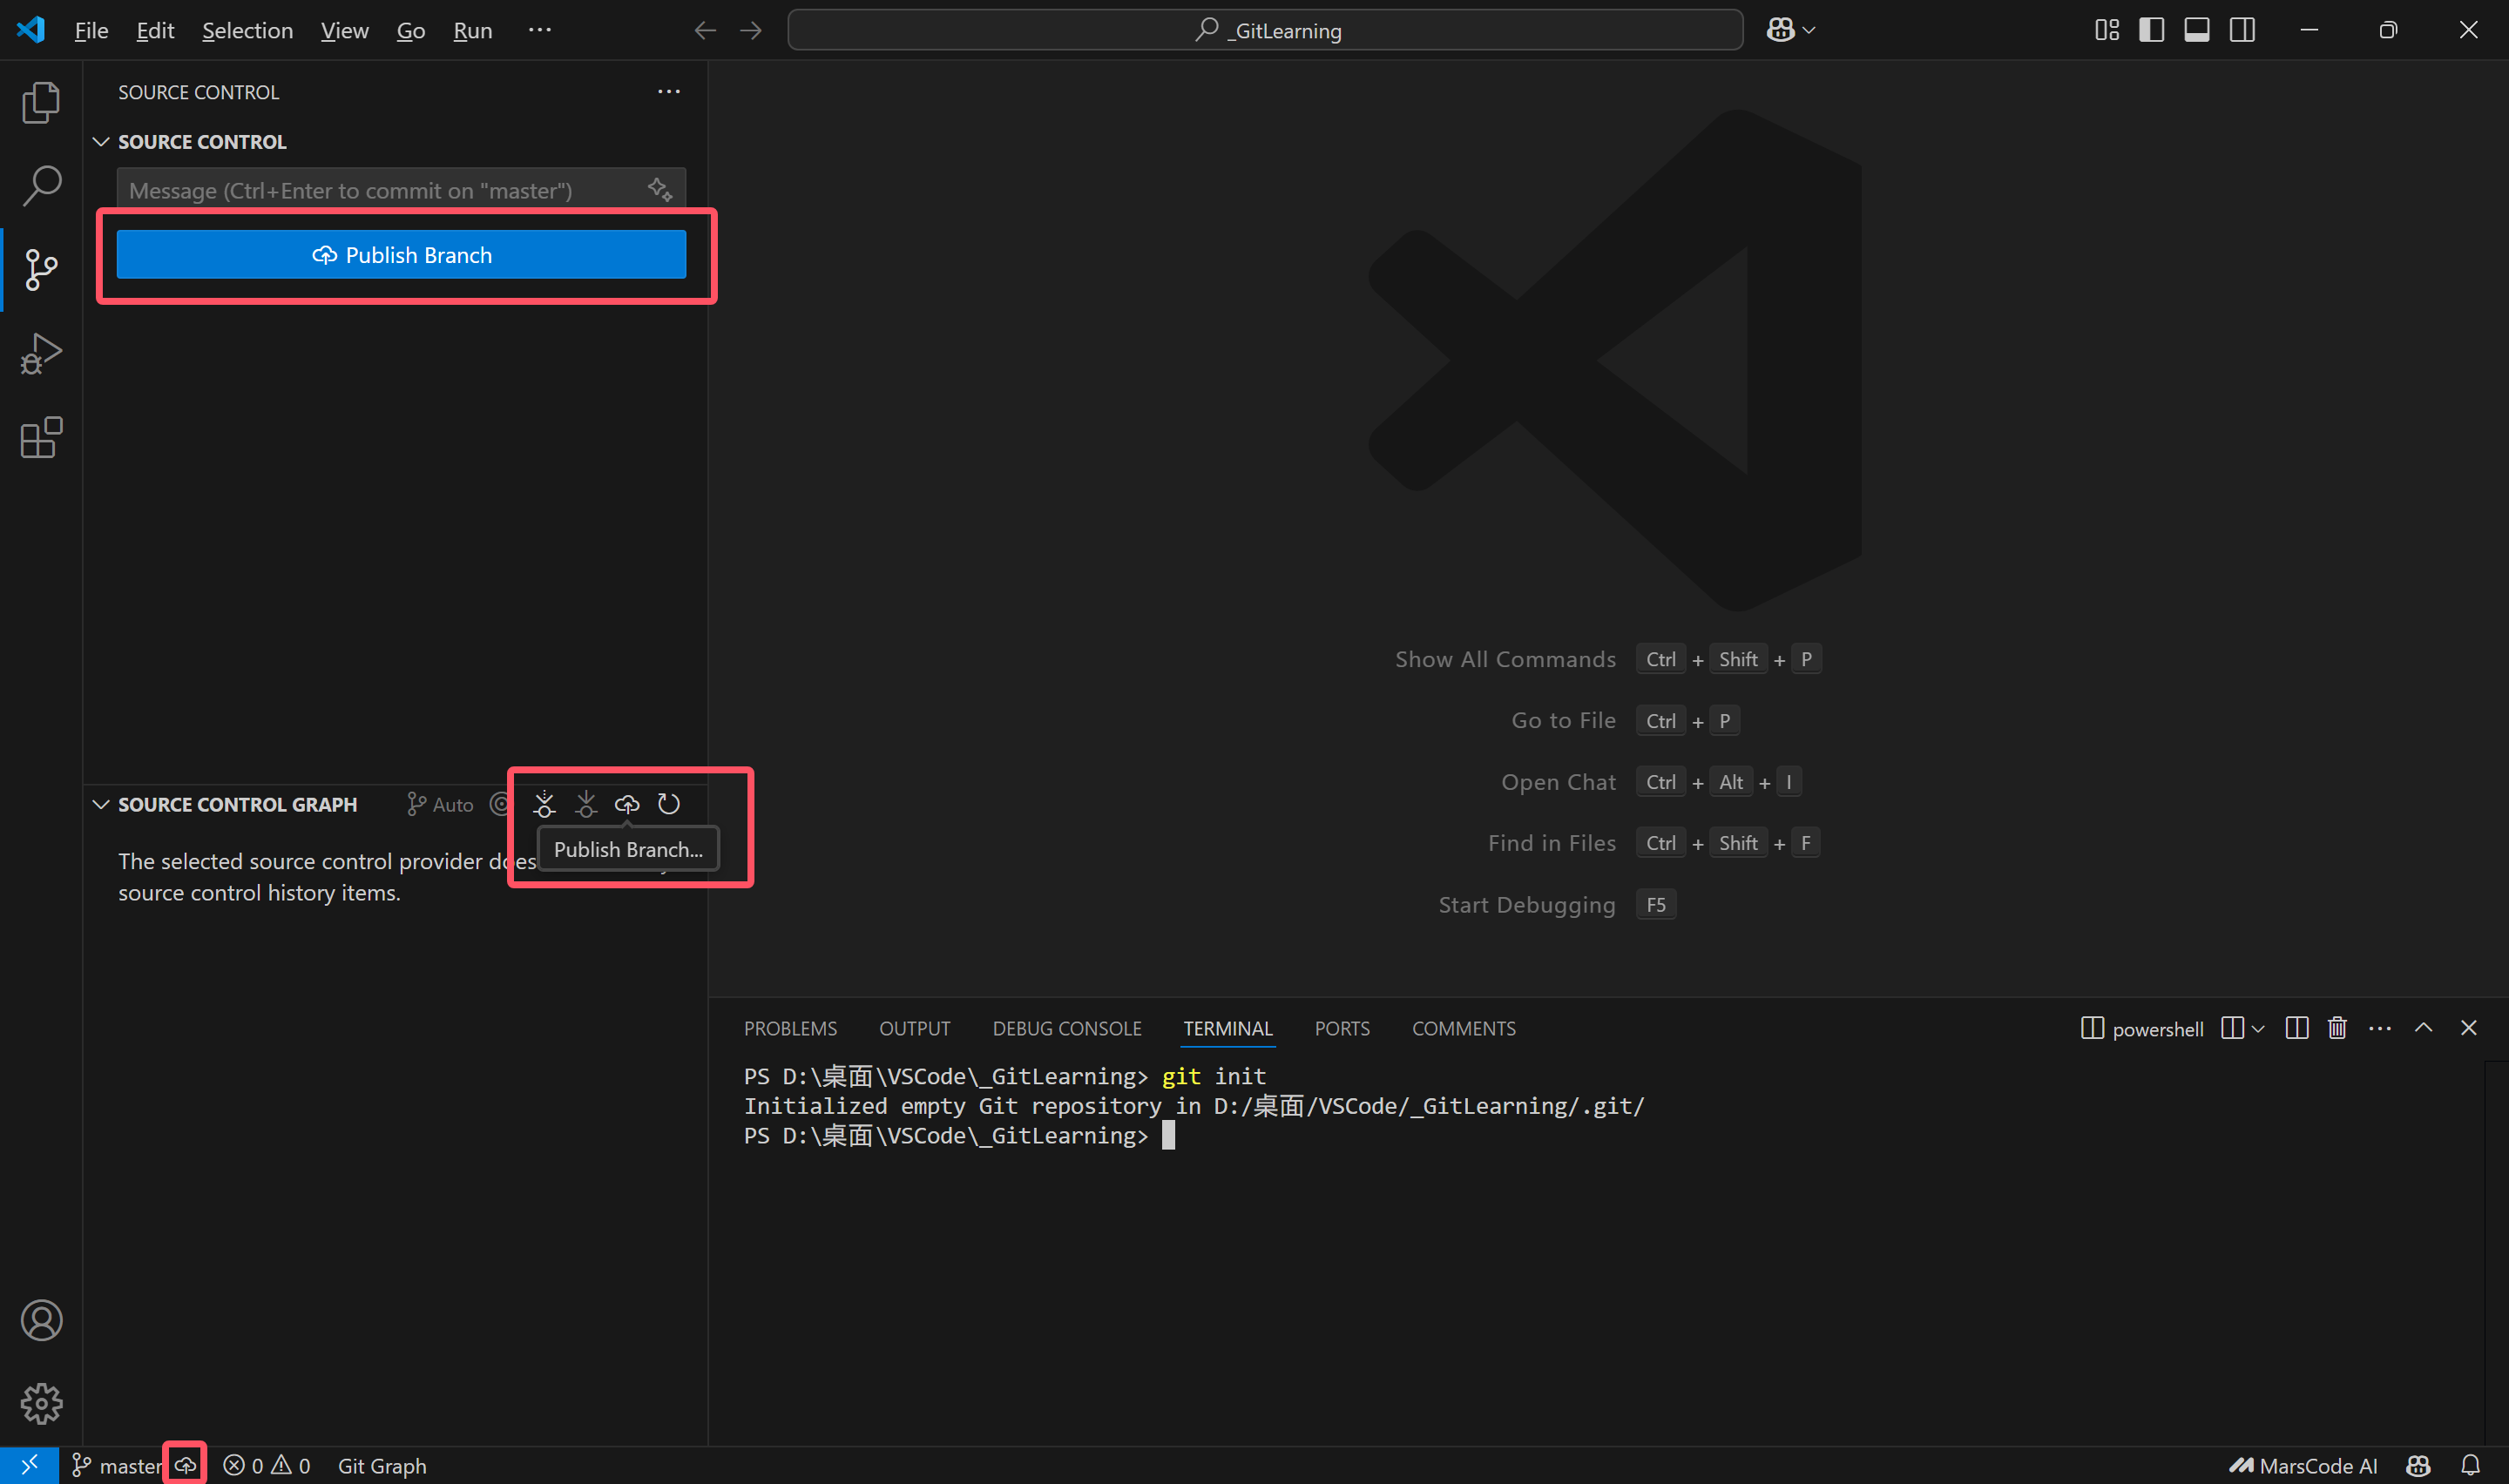 File Edit Selection View Go Run ···
_GitLearning
SOURCE CONTROL
SOURCE CONTROL
Message (Ctrl+Enter to commit on "master")
Publish Branch
SOURCE CONTROL GRAPH Auto
Publish Branch...
The selected source control provider does
source control history items.
Show All Commands Ctrl + Shift + P
Go to File Ctrl + P
Open Chat Ctrl + Alt + I
Find in Files Ctrl + Shift + F
Start Debugging F5
PROBLEMS OUTPUT DEBUG CONSOLE TERMINAL PORTS COMMENTS
powershell
PS D:\桌面\VSCode\_GitLearning> git init
Initialized empty Git repository in D:/桌面/VSCode/_GitLearning/.git/
PS D:\桌面\VSCode\_GitLearning>
master 0 0 Git Graph
MarsCode AI